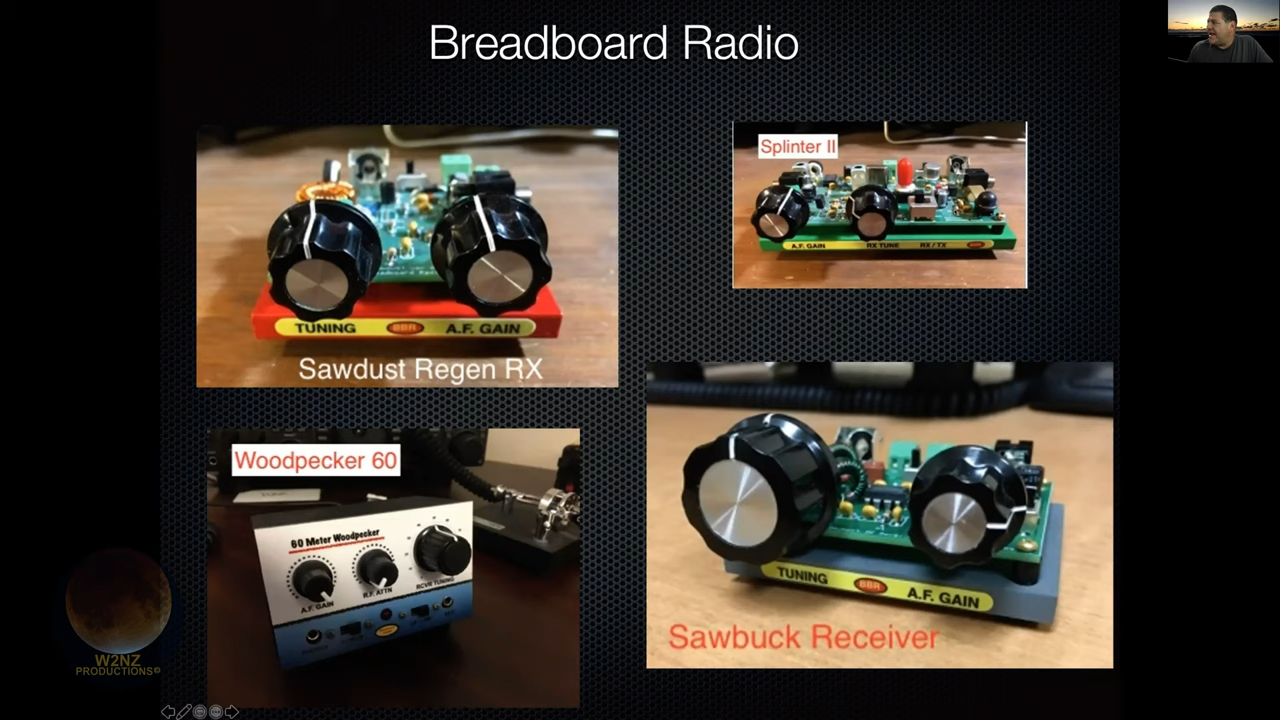 Breadboard Radio
Splinter II
A.F. GAIN
RX TUNE
RX / TX
TUNING
BBR
A.F. GAIN
Sawdust Regen RX
Woodpecker 60
60 Meter Woodpecker
A.F. GAIN
R.F. ATTN
RCVR TUNING
TUNING
BBR
A.F. GAIN
Sawbuck Receiver
W2NZ
PRODUCTIONS